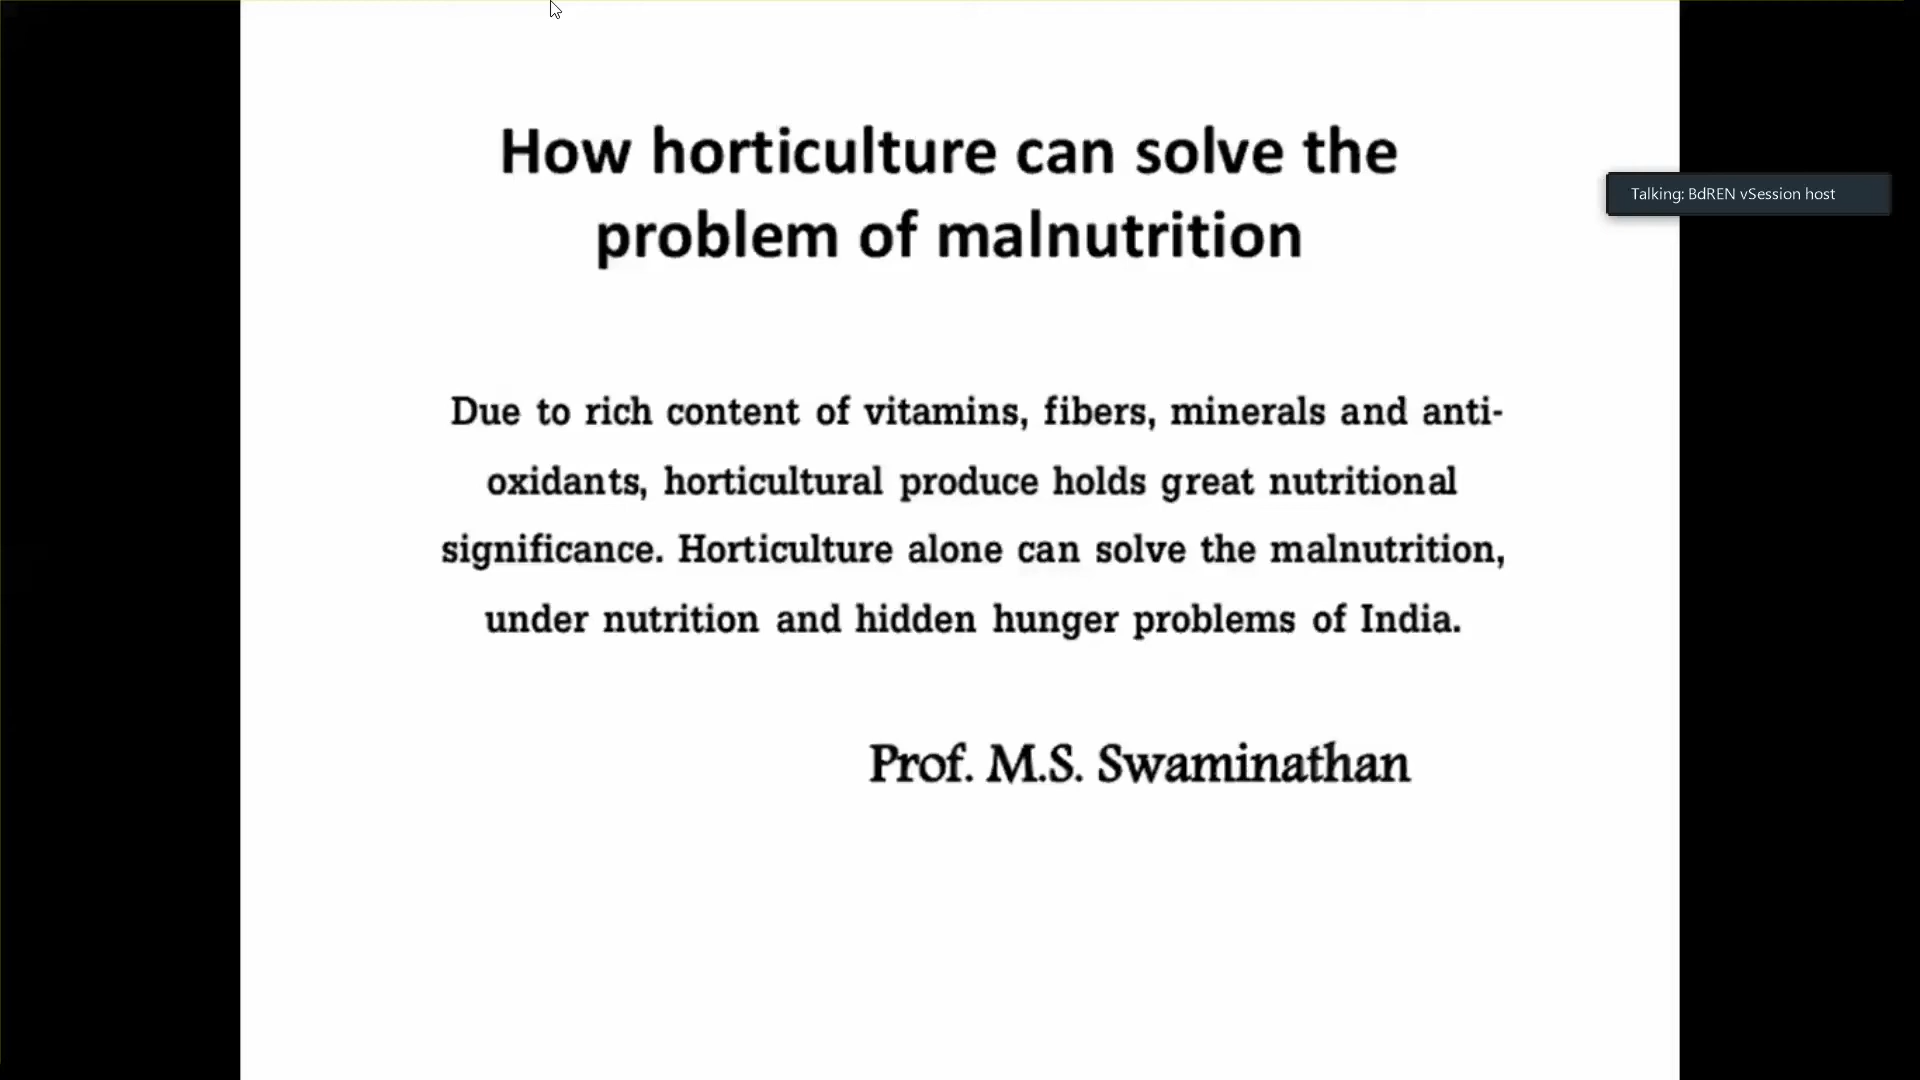 How horticulture can solve the
problem of malnutrition
Talking: BdREN vSession host
Due to rich content of vitamins, fibers, minerals and anti-
oxidants, horticultural produce holds great nutritional
significance. Horticulture alone can solve the malnutrition,
under nutrition and hidden hunger problems of India.
Prof. M.S. Swaminathan